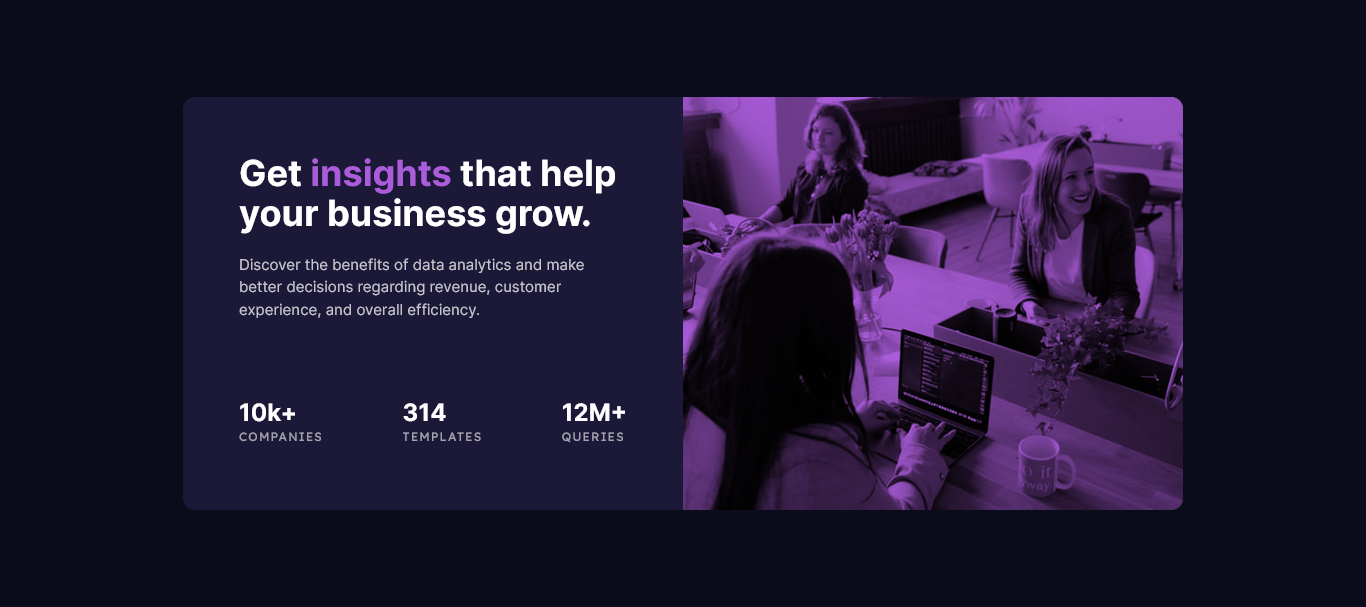 Get insights that help
your business grow.
Discover the benefits of data analytics and make
better decisions regarding revenue, customer
experience, and overall efficiency.
10k+
COMPANIES
314
TEMPLATES
12M+
QUERIES